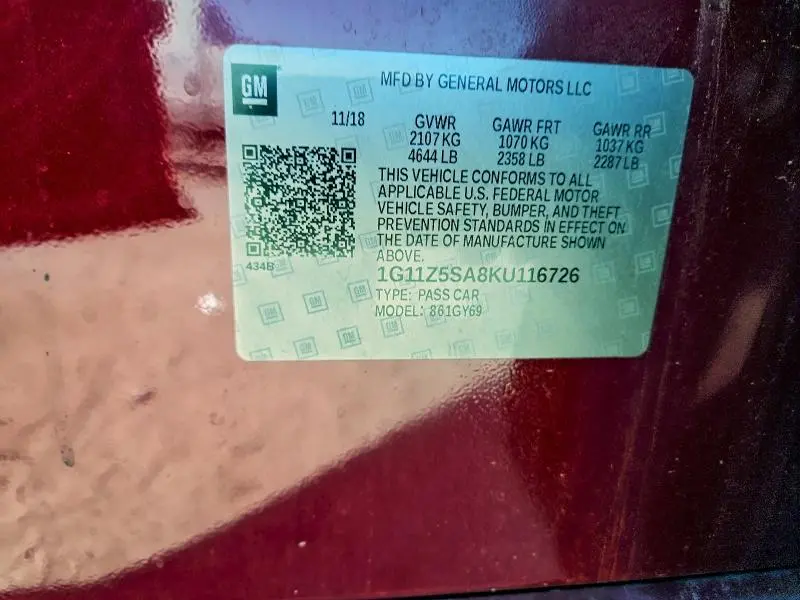 GM
MFD BY GENERAL MOTORS LLC
11/18 GVWR GAWR FRT GAWR RR
2107 KG 1070 KG 1037 KG
4644 LB 2358 LB 2287 LB
THIS VEHICLE CONFORMS TO ALL
APPLICABLE U.S. FEDERAL MOTOR
VEHICLE SAFETY, BUMPER, AND THEFT
PREVENTION STANDARDS IN EFFECT ON
THE DATE OF MANUFACTURE SHOWN
ABOVE.
434B
1G11Z5SA8KU116726
TYPE: PASS CAR
MODEL: 861GY69